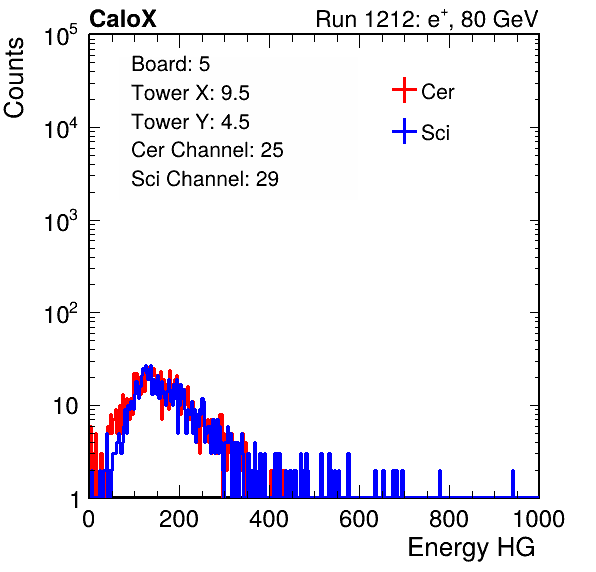 CaloX Run 1212: e⁺, 80 GeV
Counts
10⁵
10⁴
10³
10²
10
1
Board: 5
Tower X: 9.5
Tower Y: 4.5
Cer Channel: 25
Sci Channel: 29
Cer
Sci
0 200 400 600 800 1000
Energy HG